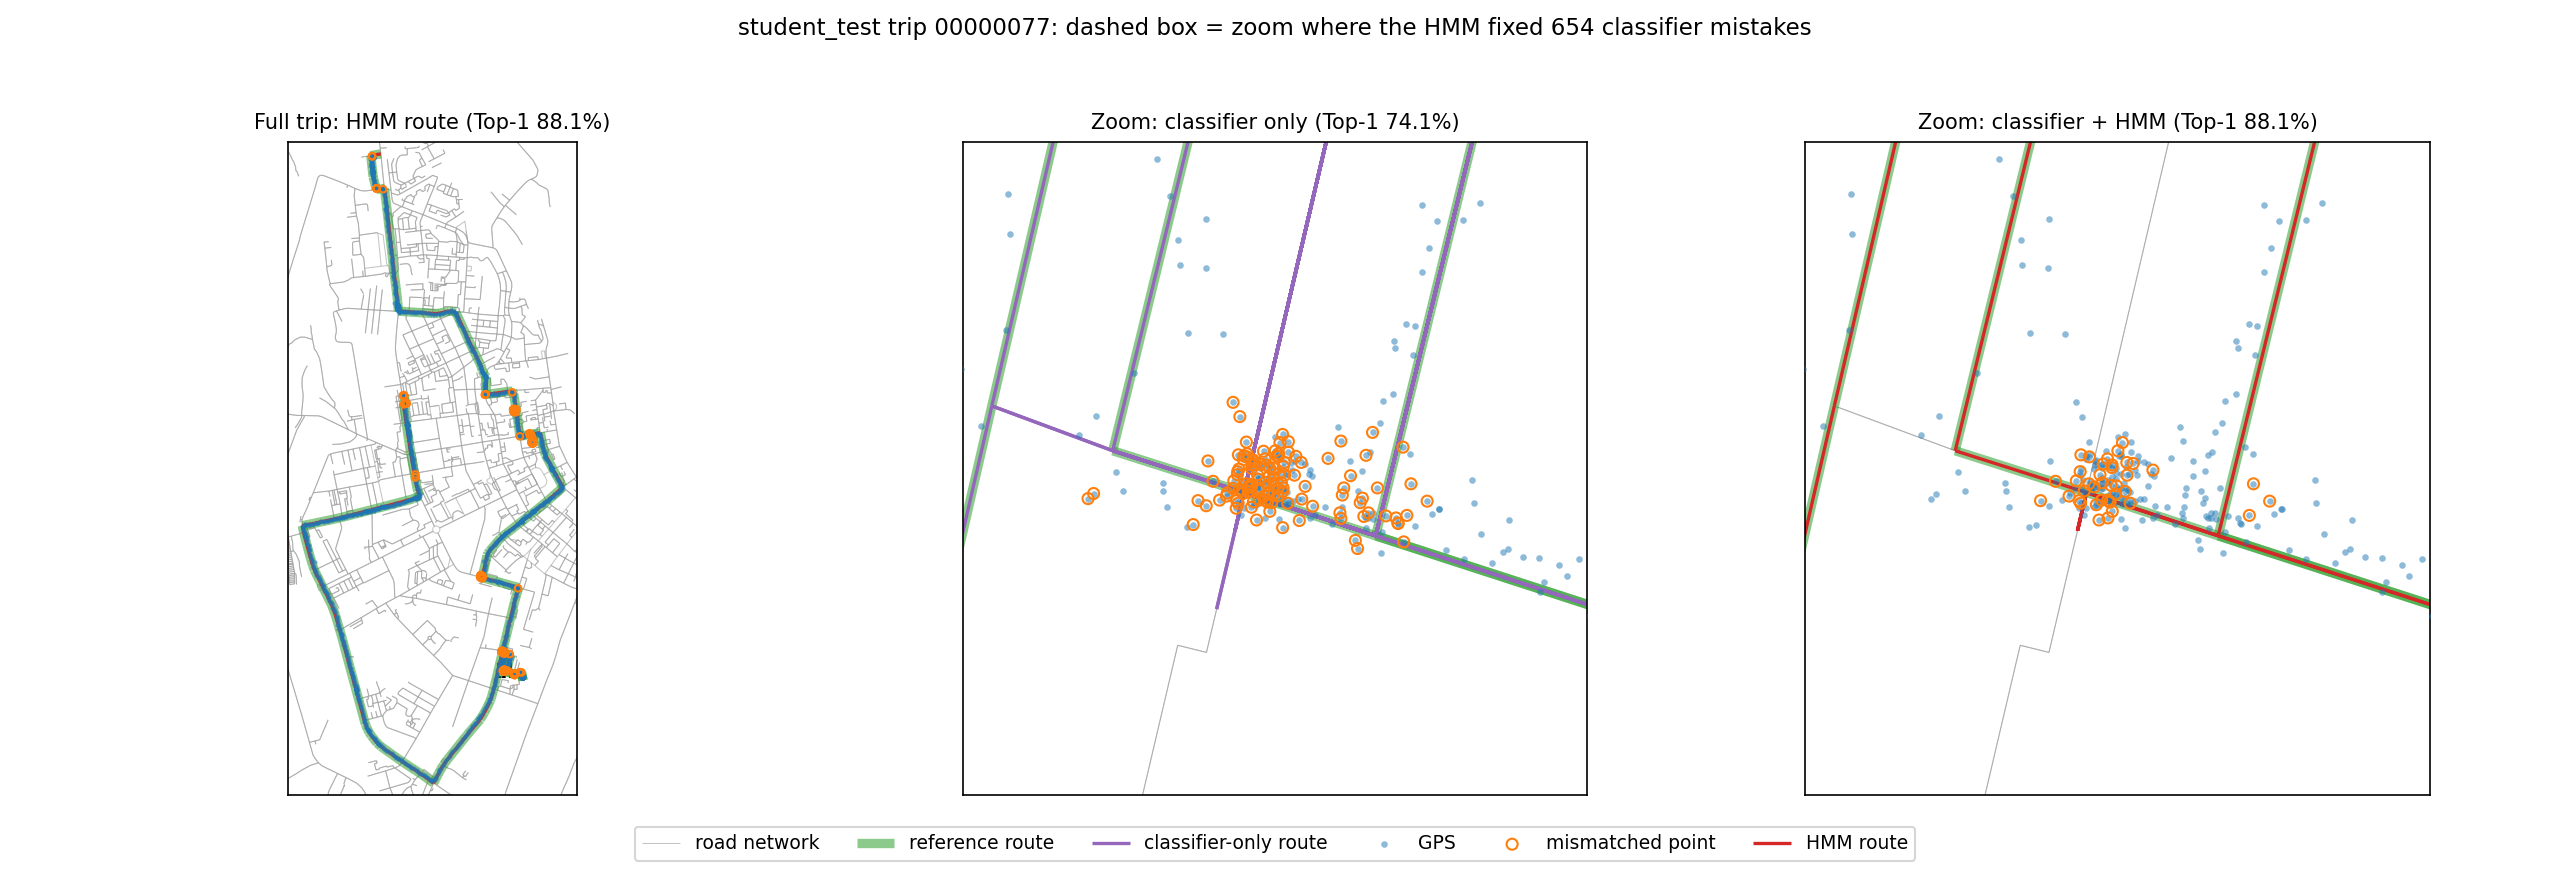 student_test trip 00000077: dashed box = zoom where the HMM fixed 654 classifier mistakes
Full trip: HMM route (Top-1 88.1%)
Zoom: classifier only (Top-1 74.1%)
Zoom: classifier + HMM (Top-1 88.1%)
road network
reference route
classifier-only route
GPS
mismatched point
HMM route